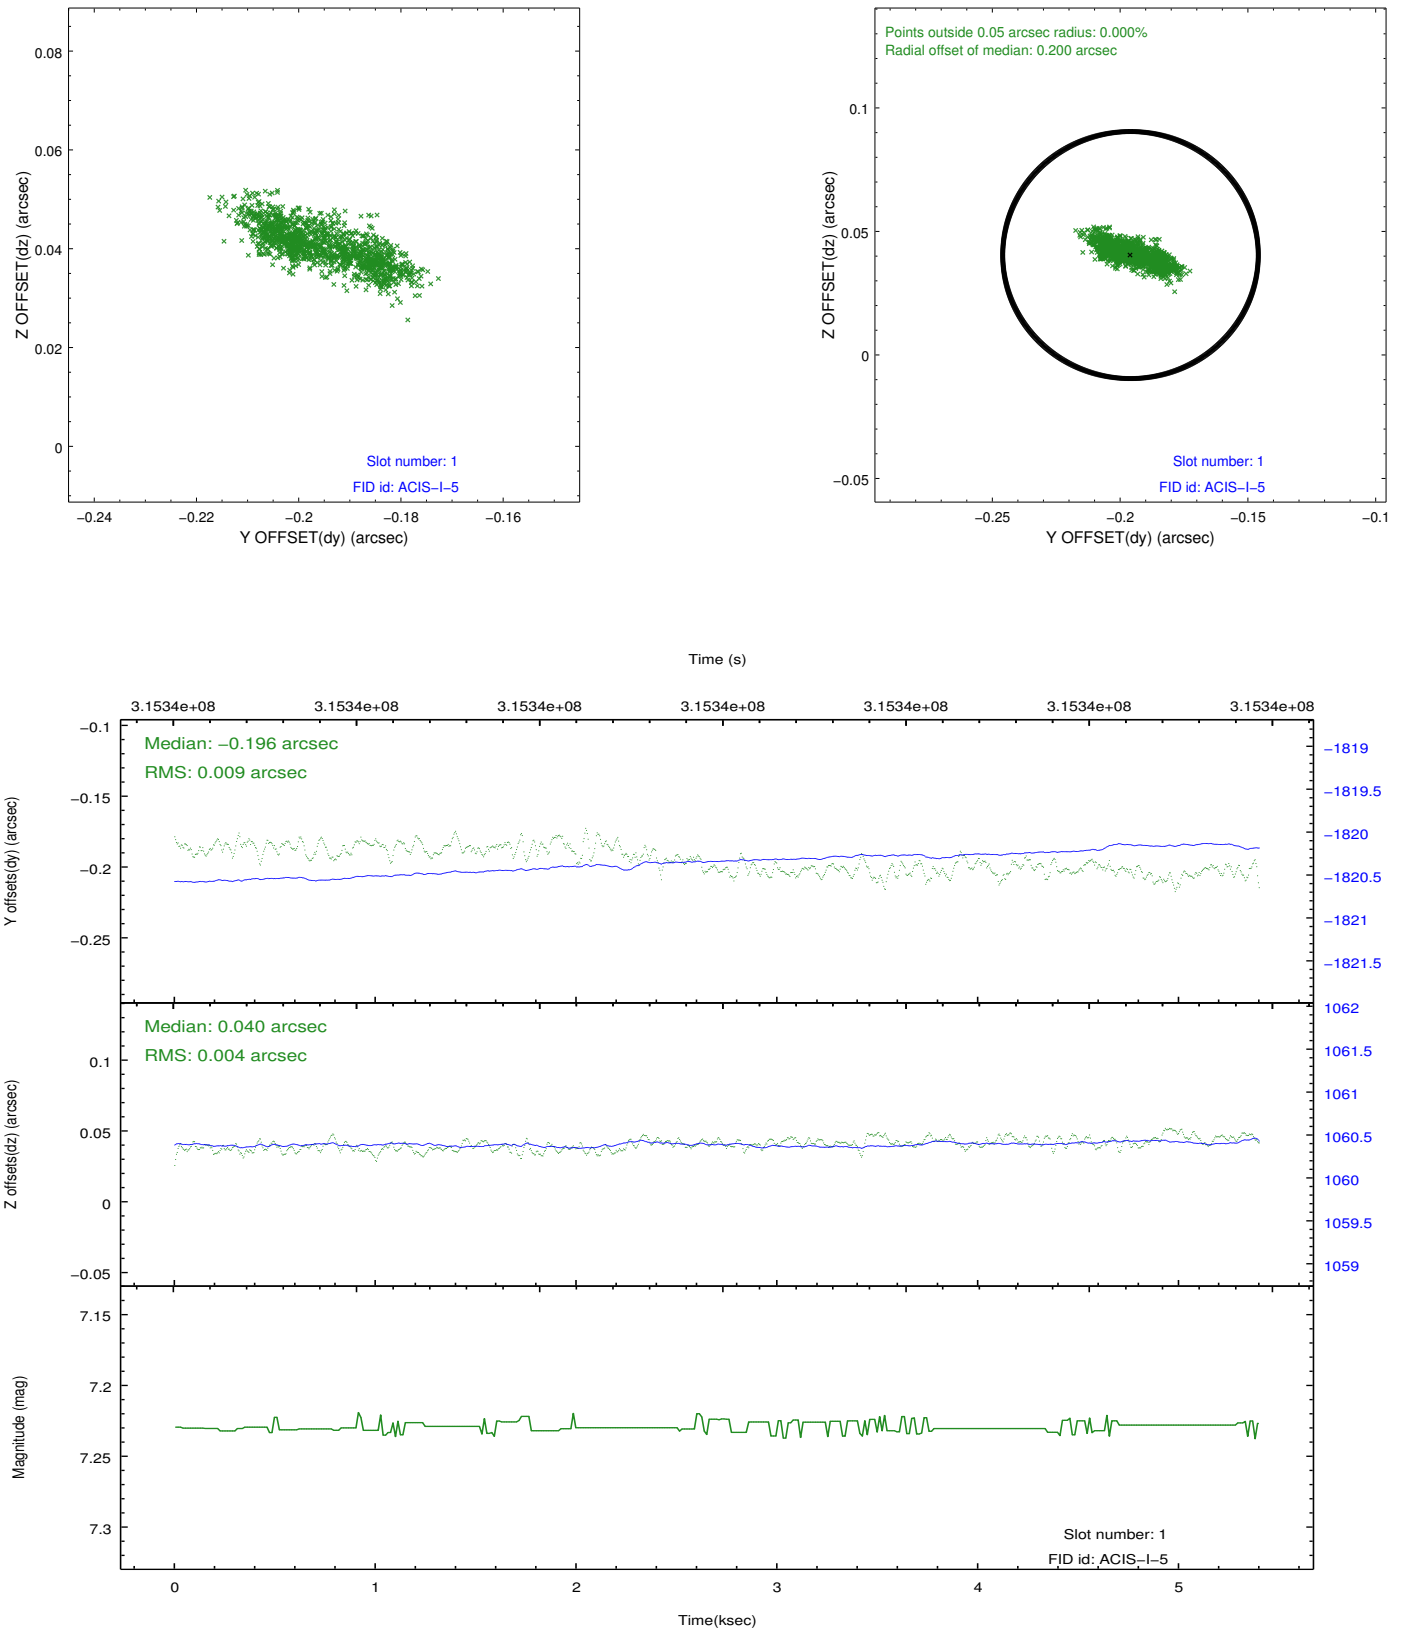 0.08
0.06
0.04
0.02
0
Z OFFSET(dz) (arcsec)
Slot number: 1
FID id: ACIS−I−5
−0.24 −0.22 −0.2 −0.18 −0.16
Y OFFSET(dy) (arcsec)
Points outside 0.05 arcsec radius: 0.000%
Radial offset of median: 0.200 arcsec
0.1
0.05
0
−0.05
Z OFFSET(dz) (arcsec)
Slot number: 1
FID id: ACIS−I−5
−0.25 −0.2 −0.15 −0.1
Y OFFSET(dy) (arcsec)
Time (s)
3.1534e+08 3.1534e+08 3.1534e+08 3.1534e+08 3.1534e+08 3.1534e+08 3.1534e+08
Median: −0.196 arcsec
RMS: 0.009 arcsec
−0.1
−0.15
−0.2
−0.25
Y offsets(dy) (arcsec)
−1819
−1819.5
−1820
−1820.5
−1821
−1821.5
Median: 0.040 arcsec
RMS: 0.004 arcsec
0.1
0.05
0
−0.05
Z offsets(dz) (arcsec)
1062
1061.5
1061
1060.5
1060
1059.5
1059
7.15
7.2
7.25
7.3
Magnitude (mag)
Slot number: 1
FID id: ACIS−I−5
0 1 2 3 4 5
Time(ksec)